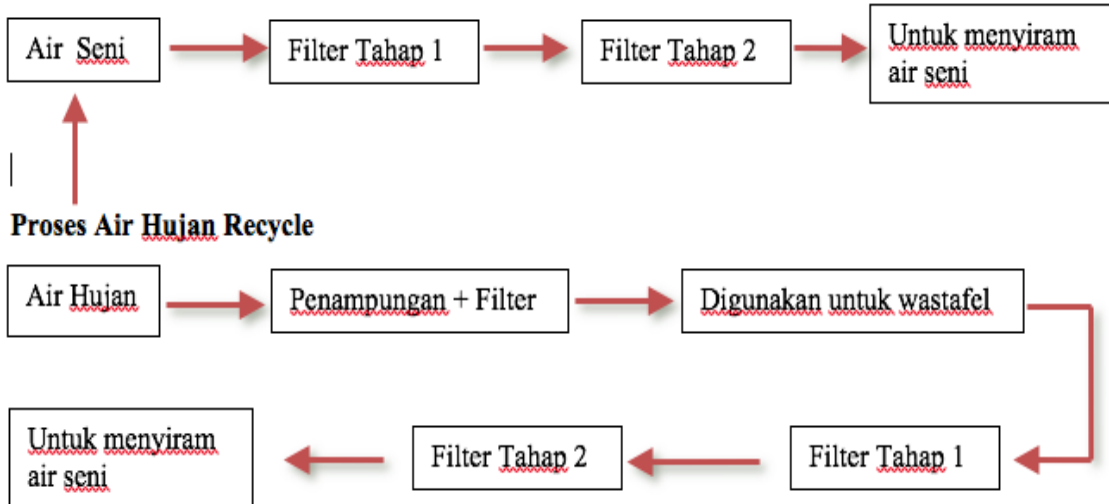 Air Seni
Filter Tahap 1
Filter Tahap 2
Untuk menyiram
air seni
Proses Air Hujan Recycle
Air Hujan
Penampungan + Filter
Digunakan untuk wastafel
Filter Tahap 1
Filter Tahap 2
Untuk menyiram
air seni